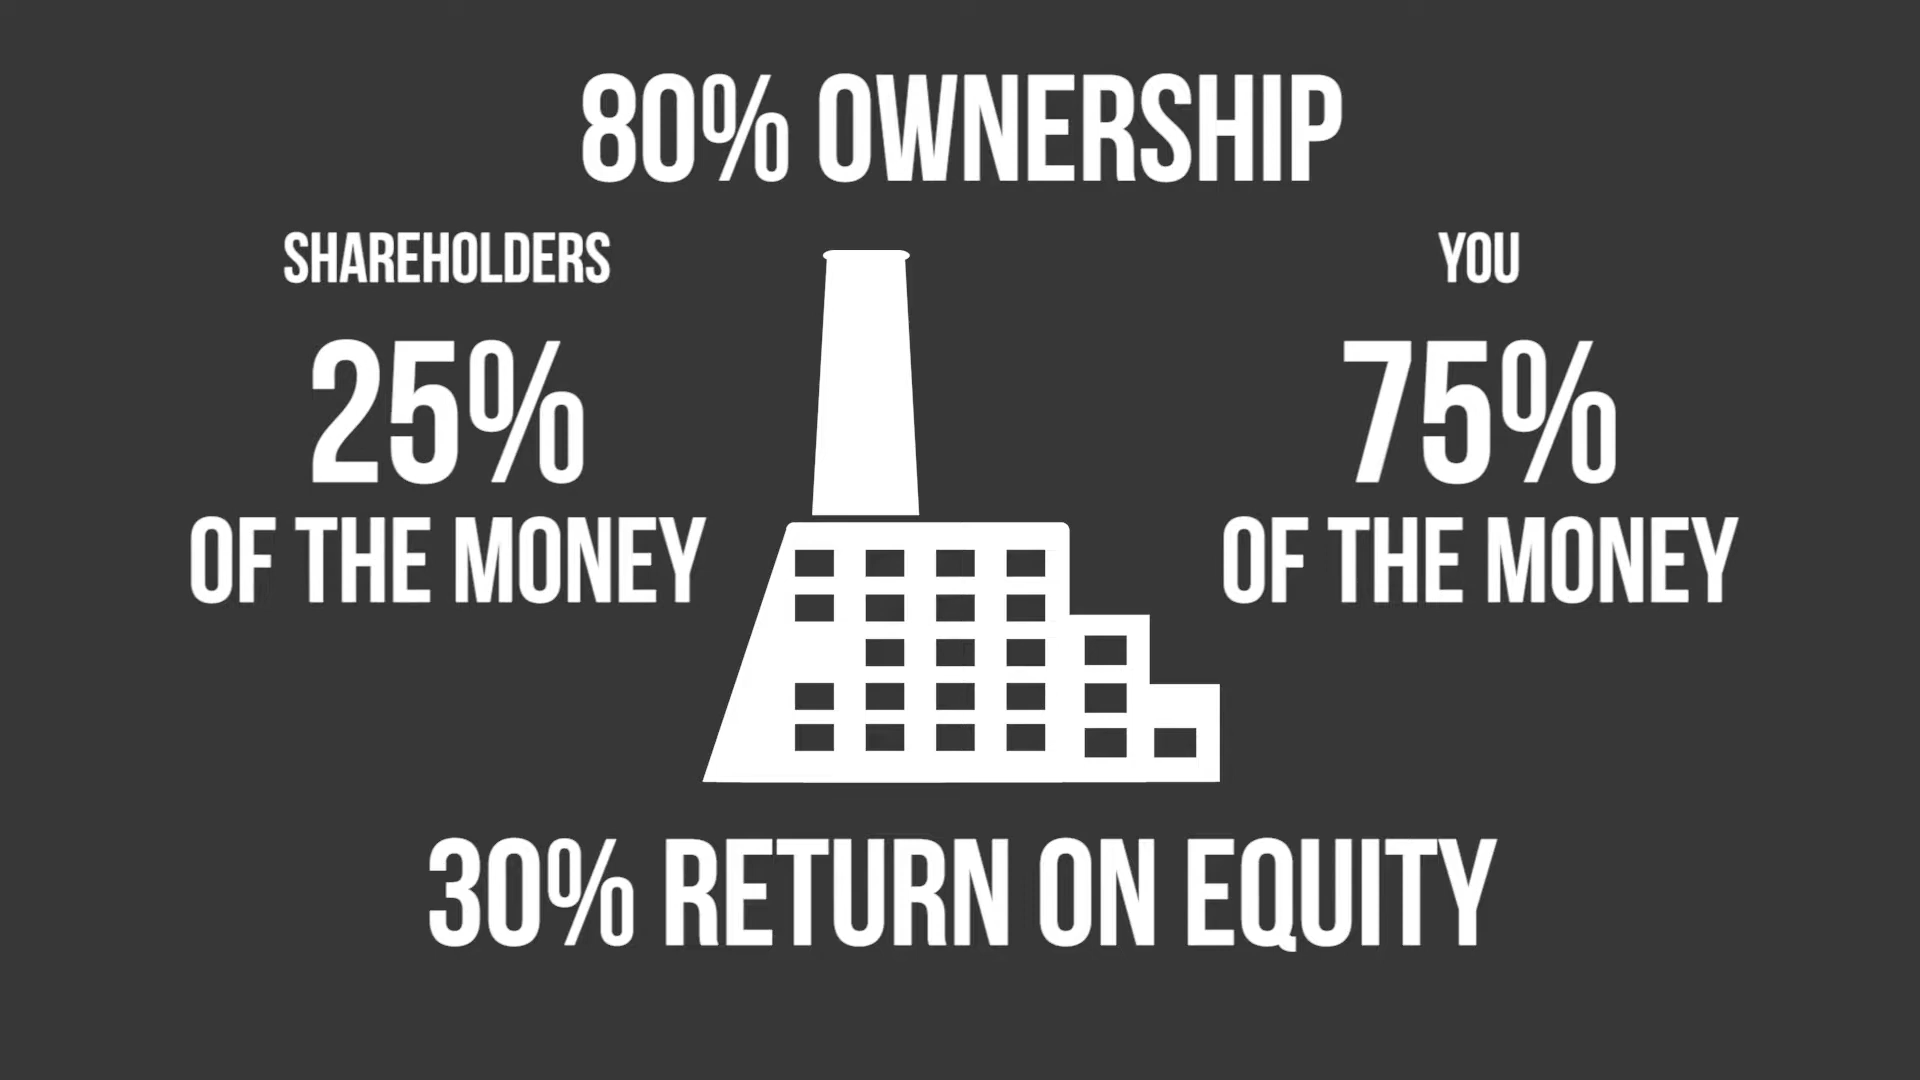 80% OWNERSHIP
SHAREHOLDERS
25%
OF THE MONEY
YOU
75%
OF THE MONEY
30% RETURN ON EQUITY